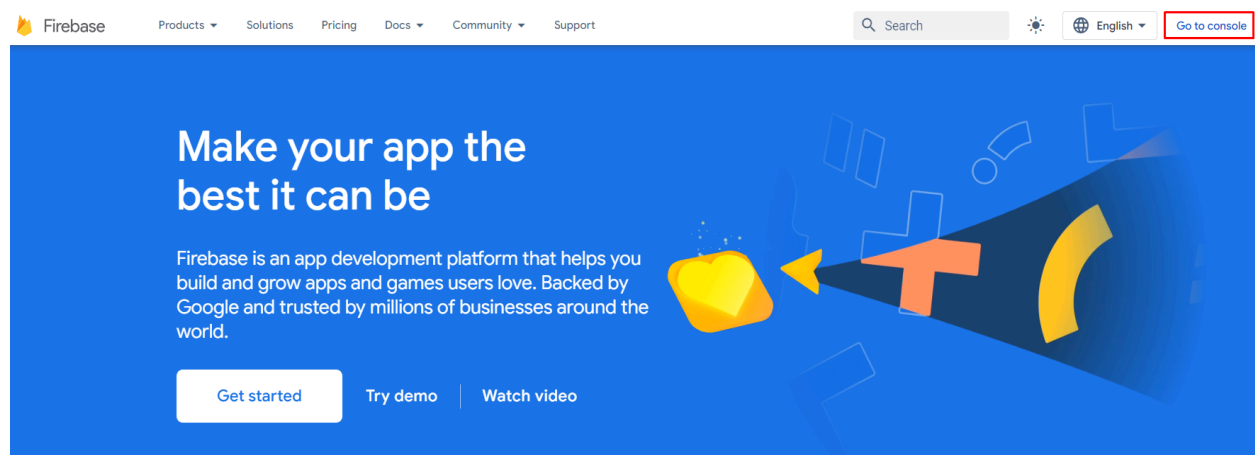 Firebase
Products
Solutions
Pricing
Docs
Community
Support
Search
English
Go to console
Make your app the
best it can be
Firebase is an app development platform that helps you
build and grow apps and games users love. Backed by
Google and trusted by millions of businesses around the
world.
Get started
Try demo
Watch video